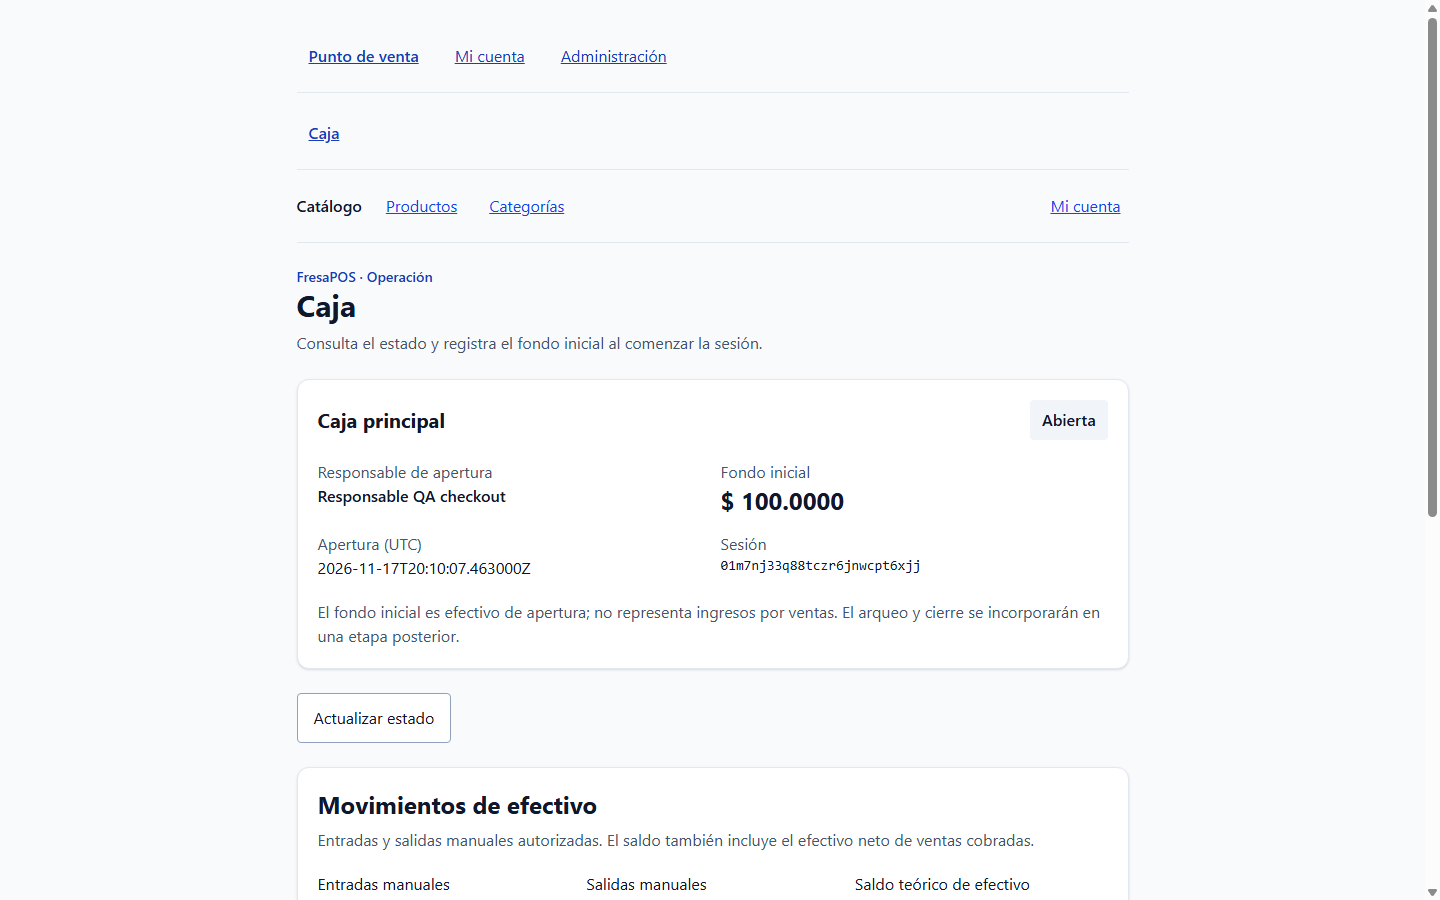 Punto de venta Mi cuenta Administración
Caja
Catálogo Productos Categorías Mi cuenta
FresaPOS · Operación
Caja
Consulta el estado y registra el fondo inicial al comenzar la sesión.
Caja principal Abierta
Responsable de apertura Fondo inicial
Responsable QA checkout $ 100.0000
Apertura (UTC) Sesión
2026-11-17T20:10:07.463000Z 01m7nj33q88tczr6jnwcpt6xjj
El fondo inicial es efectivo de apertura; no representa ingresos por ventas. El arqueo y cierre se incorporarán en
una etapa posterior.
Actualizar estado
Movimientos de efectivo
Entradas y salidas manuales autorizadas. El saldo también incluye el efectivo neto de ventas cobradas.
Entradas manuales Salidas manuales Saldo teórico de efectivo